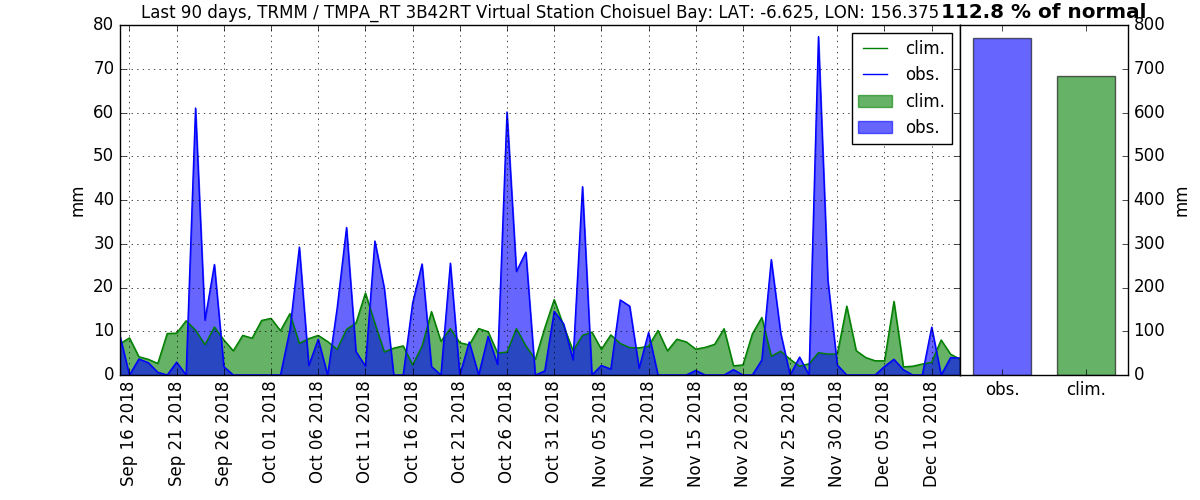 Last 90 days, TRMM / TMPA_RT 3B42RT Virtual Station Choisuel Bay: LAT: -6.625, LON: 156.375
112.8 % of normal
80
70
60
50
40
30
20
10
0
mm
clim.
obs.
clim.
obs.
Sep 16 2018
Sep 21 2018
Sep 26 2018
Oct 01 2018
Oct 06 2018
Oct 11 2018
Oct 16 2018
Oct 21 2018
Oct 26 2018
Oct 31 2018
Nov 05 2018
Nov 10 2018
Nov 15 2018
Nov 20 2018
Nov 25 2018
Nov 30 2018
Dec 05 2018
Dec 10 2018
800
700
600
500
400
300
200
100
0
mm
obs.
clim.